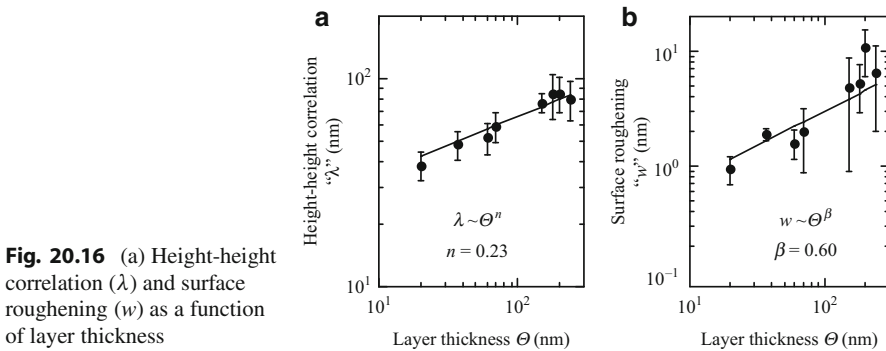 a
b
Height-height correlation
“λ” (nm)
10²
10¹
λ ~ Θⁿ
n = 0.23
10¹
10²
Layer thickness Θ (nm)
Surface roughening
“w” (nm)
10¹
10⁰
10⁻¹
w ~ Θᵝ
β = 0.60
10¹
10²
Layer thickness Θ (nm)
Fig. 20.16 (a) Height-height
correlation (λ) and surface
roughening (w) as a function
of layer thickness